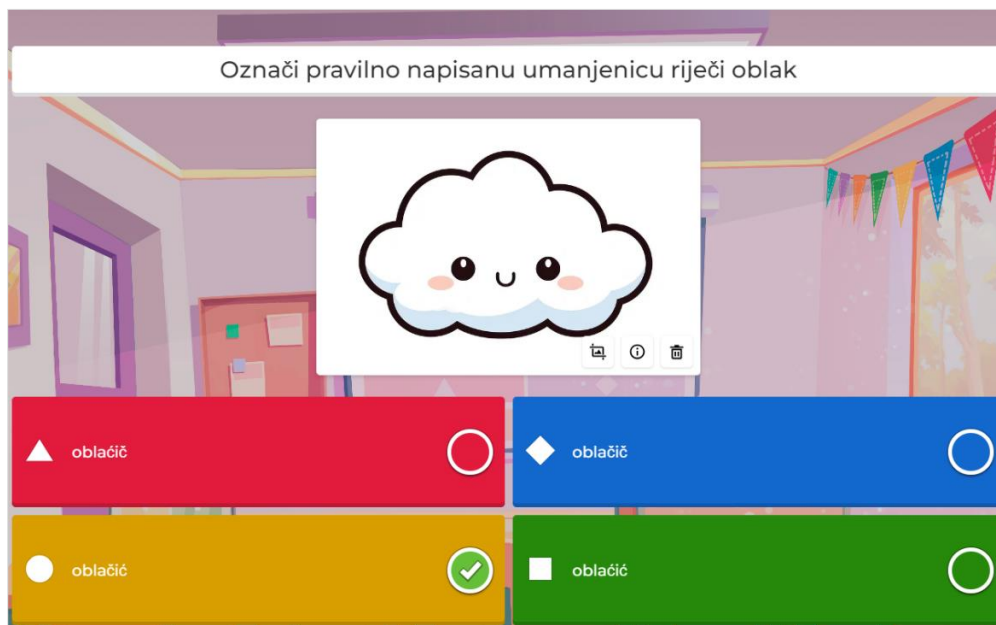 Označi pravilno napisanu umanjenicu riječi oblak
oblaćič
oblačič
oblačić
oblaćić